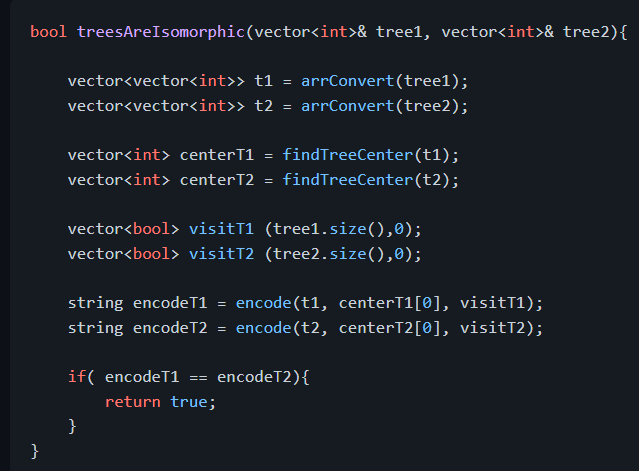 bool treesAreIsomorphic(vector<int>& tree1, vector<int>& tree2){
vector<vector<int>> t1 = arrConvert(tree1);
vector<vector<int>> t2 = arrConvert(tree2);
vector<int> centerT1 = findTreeCenter(t1);
vector<int> centerT2 = findTreeCenter(t2);
vector<bool> visitT1 (tree1.size(),0);
vector<bool> visitT2 (tree2.size(),0);
string encodeT1 = encode(t1, centerT1[0], visitT1);
string encodeT2 = encode(t2, centerT2[0], visitT2);
if( encodeT1 == encodeT2){
return true;
}
}